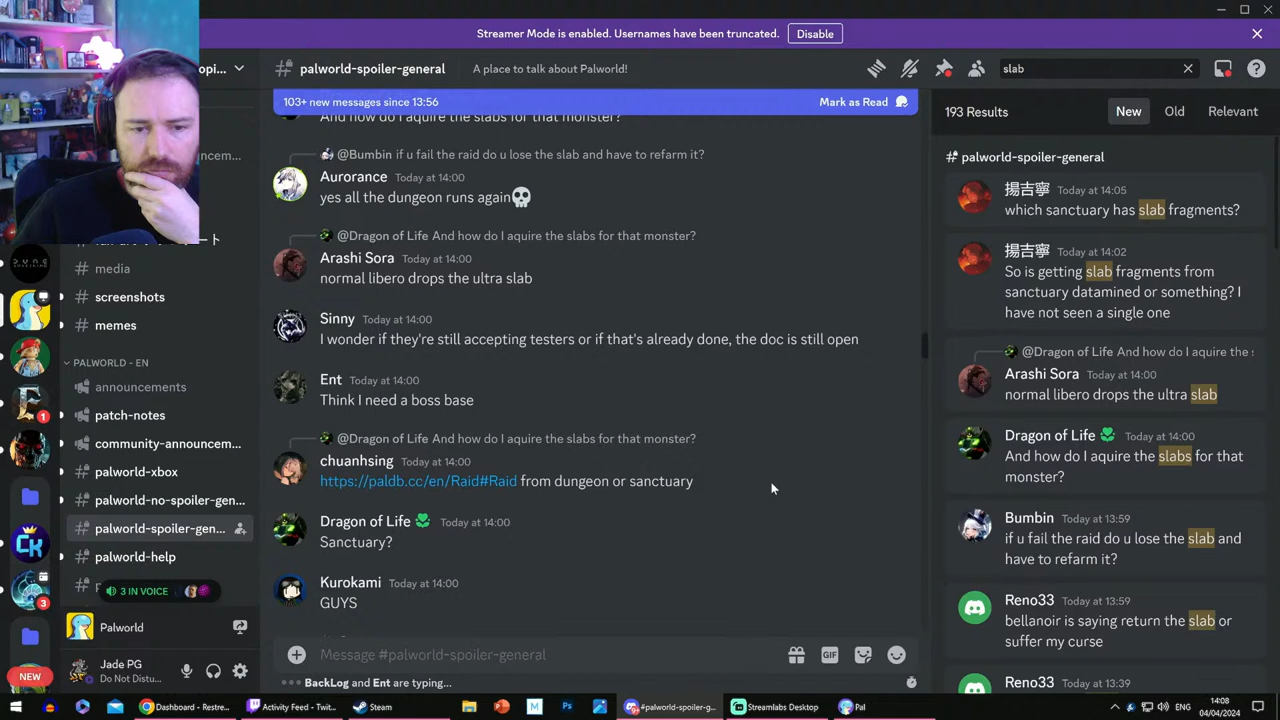 Streamer Mode is enabled. Usernames have been truncated.
Disable
opi...
palworld-spoiler-general
A place to talk about Palworld!
slab
103+ new messages since 13:56
Mark as Read
193 Results
New
Old
Relevant
And how do I aquire the slabs for that monster?
@Bumbin if u fail the raid do u lose the slab and have to refarm it?
Aurorance Today at 14:00
yes all the dungeon runs again
@Dragon of Life And how do I aquire the slabs for that monster?
Arashi Sora Today at 14:00
normal libero drops the ultra slab
Sinny Today at 14:00
I wonder if they're still accepting testers or if that's already done, the doc is still open
Ent Today at 14:00
Think I need a boss base
@Dragon of Life And how do I aquire the slabs for that monster?
chuanhsing Today at 14:00
https://paldb.cc/en/Raid#Raid from dungeon or sanctuary
Dragon of Life Today at 14:00
Sanctuary?
Kurokami Today at 14:00
GUYS
Message #palworld-spoiler-general
GIF
BackLog and Ent are typing...
palworld-spoiler-general
揚吉寧 Today at 14:05
which sanctuary has slab fragments?
揚吉寧 Today at 14:02
So is getting slab fragments from
sanctuary datamined or something? I
have not seen a single one
@Dragon of Life And how do I aquire the s
Arashi Sora Today at 14:00
normal libero drops the ultra slab
Dragon of Life Today at 14:00
And how do I aquire the slabs for that
monster?
Bumbin Today at 13:59
if u fail the raid do u lose the slab and
have to refarm it?
Reno33 Today at 13:59
bellanoir is saying return the slab or
suffer my curse
Reno33 Today at 13:39
ncem...
media
screenshots
memes
PALWORLD - EN
announcements
patch-notes
community-announcem...
palworld-xbox
palworld-no-spoiler-gen...
palworld-spoiler-gen...
palworld-help
3 IN VOICE
Palworld
Jade PG
Do Not Distu...
DUNE
1
CK
3
NEW
Dashboard - Restre...
Activity Feed - Twit...
Steam
M
Ps
#palworld-spoiler-g...
Streamlabs Desktop
Pal
ENG
14:08
04/04/2024